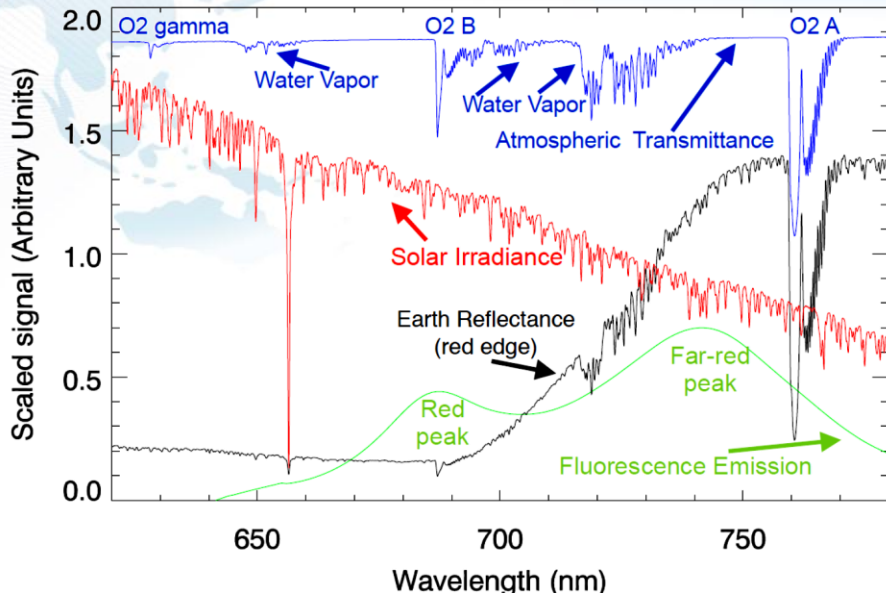 2.0
1.5
1.0
0.5
0.0
Scaled signal (Arbitrary Units)
O2 gamma
O2 B
O2 A
Water Vapor
Water Vapor
Atmospheric Transmittance
Solar Irradiance
Earth Reflectance
(red edge)
Red
peak
Far-red
peak
Fluorescence Emission
650
700
750
Wavelength (nm)